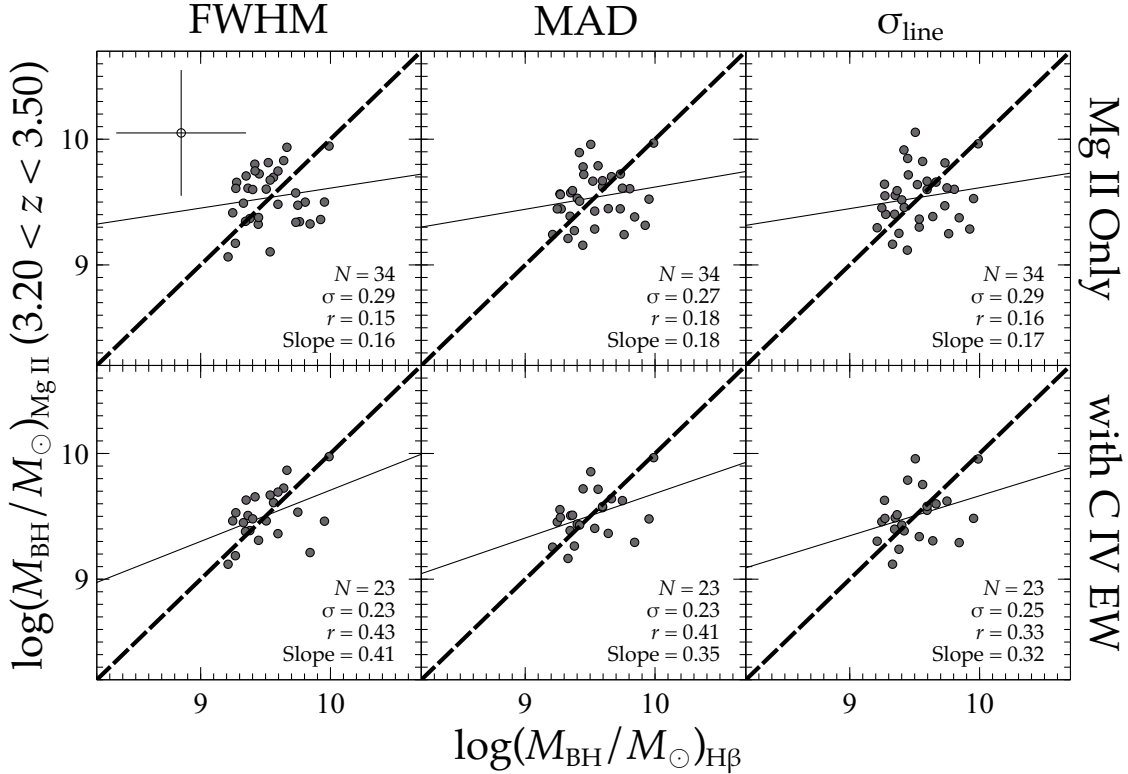 FWHM MAD σline
log(MBH/M⊙)Mg II (3.20 < z < 3.50)
Mg II Only
with C IV EW
10
9
N = 34
σ = 0.29
r = 0.15
Slope = 0.16
N = 34
σ = 0.27
r = 0.18
Slope = 0.18
N = 34
σ = 0.29
r = 0.16
Slope = 0.17
10
9
N = 23
σ = 0.23
r = 0.43
Slope = 0.41
N = 23
σ = 0.23
r = 0.41
Slope = 0.35
N = 23
σ = 0.25
r = 0.33
Slope = 0.32
9 10 9 10 9 10
log(MBH/M⊙)Hβ